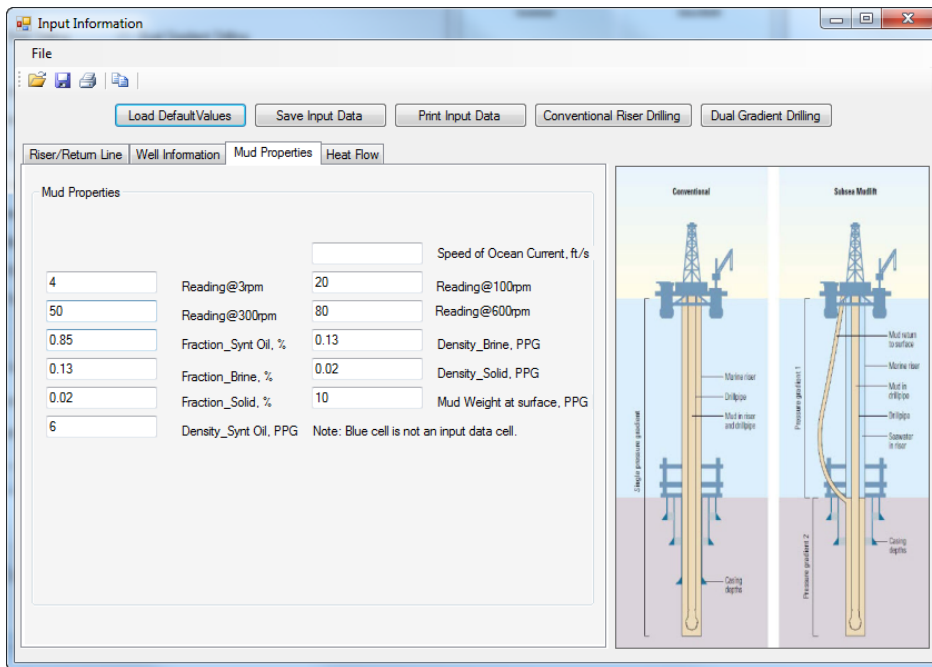 Input Information
File
Load DefaultValues Save Input Data Print Input Data Conventional Riser Drilling Dual Gradient Drilling
Riser/Return Line Well Information Mud Properties Heat Flow
Mud Properties
Speed of Ocean Current, ft/s
4 Reading@3rpm 20 Reading@100rpm
50 Reading@300rpm 80 Reading@600rpm
0.85 Fraction_Synt Oil, % 0.13 Density_Brine, PPG
0.13 Fraction_Brine, % 0.02 Density_Solid, PPG
0.02 Fraction_Solid, % 10 Mud Weight at surface, PPG
6 Density_Synt Oil, PPG Note: Blue cell is not an input data cell.
Conventional
Single pressure gradient
Marine riser
Drillpipe
Mud in riser
and drillpipe
Casing
depths
Subsea Mudlift
Pressure gradient 1
Pressure gradient 2
Mud return
to surface
Marine riser
Mud in
drillpipe
Drillpipe
Seawater
in riser
Casing
depths